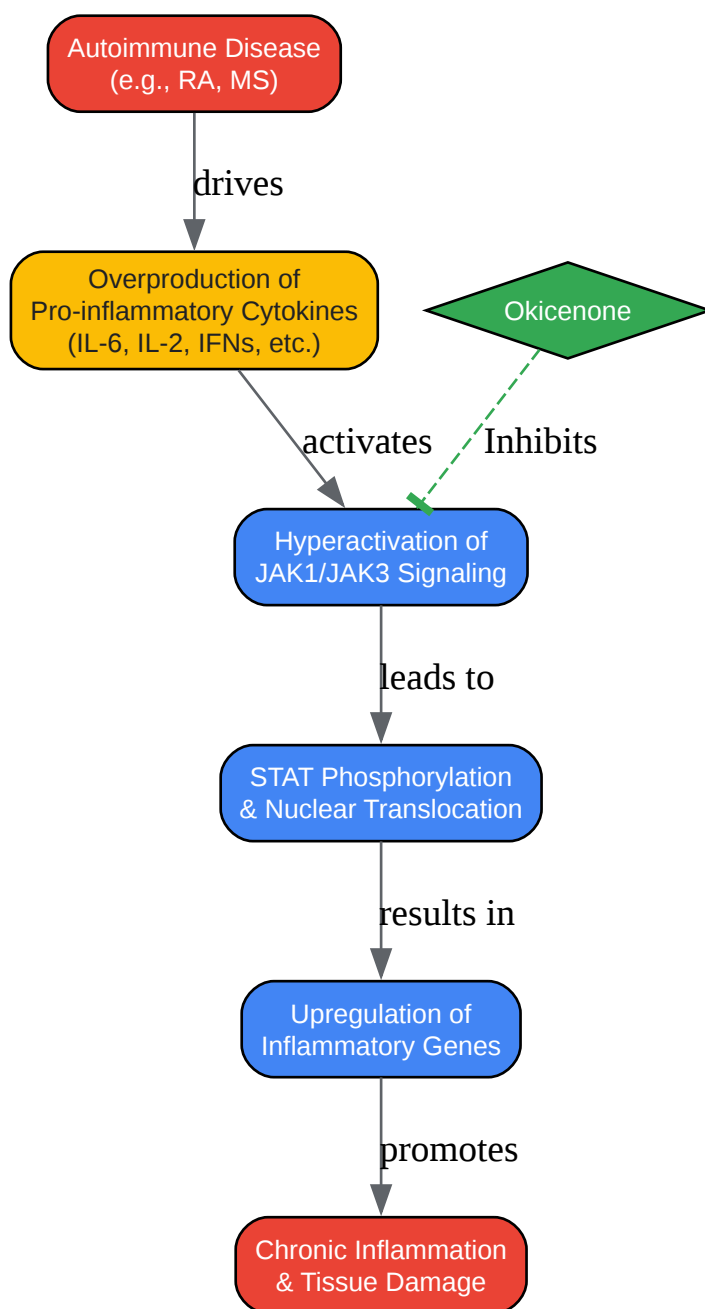 Autoimmune Disease
(e.g., RA, MS)
drives
Overproduction of
Pro-inflammatory Cytokines
(IL-6, IL-2, IFNs, etc.)
Okicenone
activates
Inhibits
Hyperactivation of
JAK1/JAK3 Signaling
leads to
STAT Phosphorylation
& Nuclear Translocation
results in
Upregulation of
Inflammatory Genes
promotes
Chronic Inflammation
& Tissue Damage